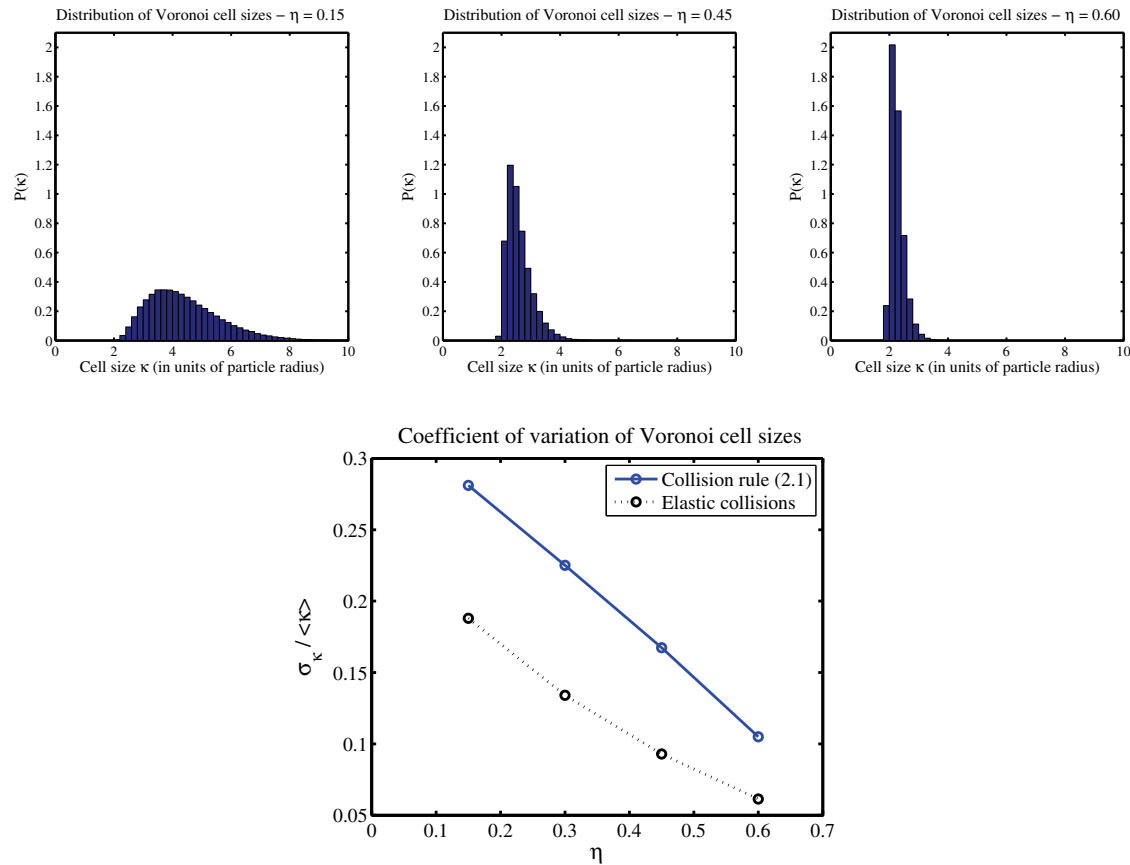 Distribution of Voronoi cell sizes – η = 0.15
2
1.8
1.6
1.4
1.2
1
0.8
0.6
0.4
0.2
0
P(κ)
0 2 4 6 8 10
Cell size κ (in units of particle radius)
Distribution of Voronoi cell sizes – η = 0.45
2
1.8
1.6
1.4
1.2
1
0.8
0.6
0.4
0.2
0
P(κ)
0 2 4 6 8 10
Cell size κ (in units of particle radius)
Distribution of Voronoi cell sizes – η = 0.60
2
1.8
1.6
1.4
1.2
1
0.8
0.6
0.4
0.2
0
P(κ)
0 2 4 6 8 10
Cell size κ (in units of particle radius)
Coefficient of variation of Voronoi cell sizes
0.3
0.25
0.2
0.15
0.1
0.05
σκ / <κ>
Collision rule (2.1)
Elastic collisions
0 0.1 0.2 0.3 0.4 0.5 0.6 0.7
η